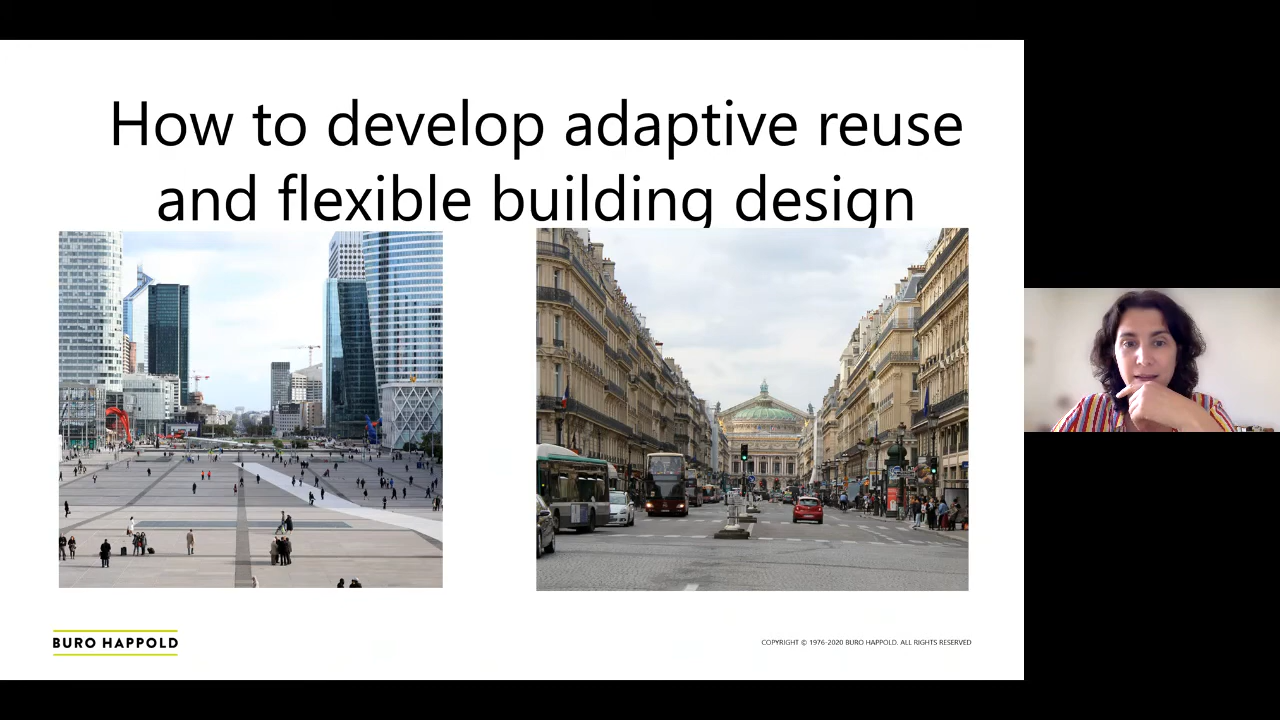 How to develop adaptive reuse
and flexible building design
BURO HAPPOLD
COPYRIGHT © 1976-2020 BURO HAPPOLD. ALL RIGHTS RESERVED